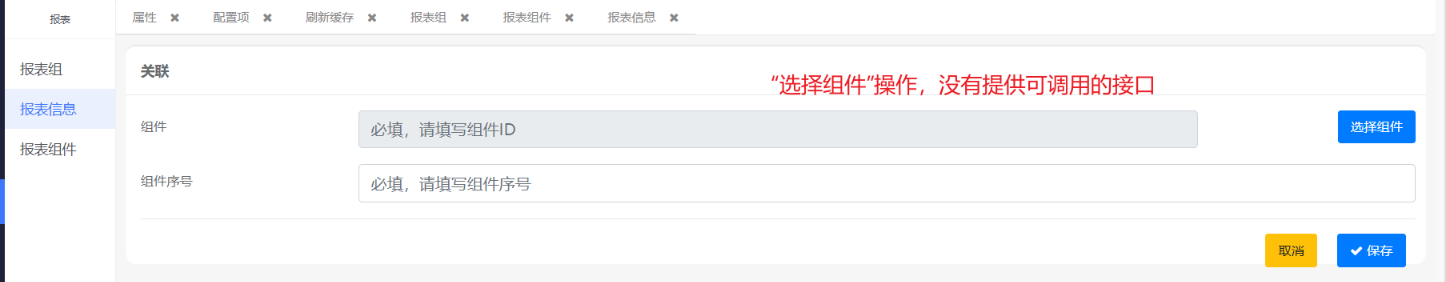 报表
属性 ✖ 配置项 ✖ 刷新缓存 ✖ 报表组 ✖ 报表组件 ✖ 报表信息 ✖
报表组
报表信息
报表组件
关联
“选择组件”操作，没有提供可调用的接口
组件 必填，请填写组件ID 选择组件
组件序号 必填，请填写组件序号
取消 ✔ 保存